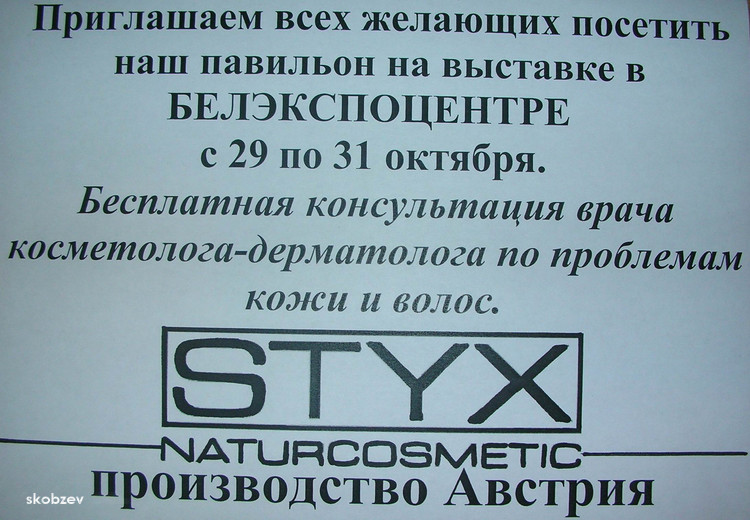 Приглашаем всех желающих посетить
наш павильон на выставке в
БЕЛЭКСПОЦЕНТРЕ
с 29 по 31 октября.
Бесплатная консультация врача
косметолога-дерматолога по проблемам
кожи и волос.
STYX
NATURCOSMETIC
производство Австрия
skobzev